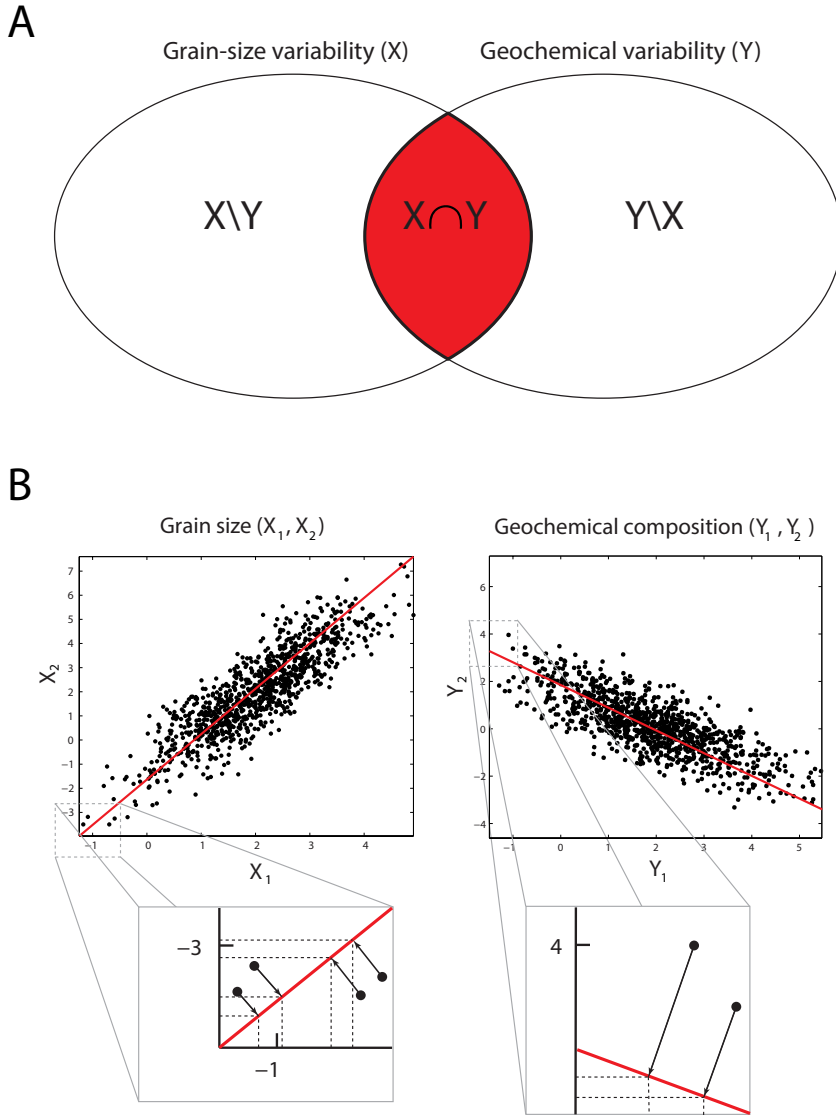 A
Grain-size variability (X)
Geochemical variability (Y)
X\Y
X∩Y
Y\X
B
Grain size (X₁, X₂)
Geochemical composition (Y₁, Y₂)
7
6
5
4
3
2
1
0
−1
−2
−3
X₂
−1
0
1
2
3
4
X₁
6
4
2
0
−2
−4
Y₂
−1
0
1
2
3
4
5
Y₁
−3
−1
4